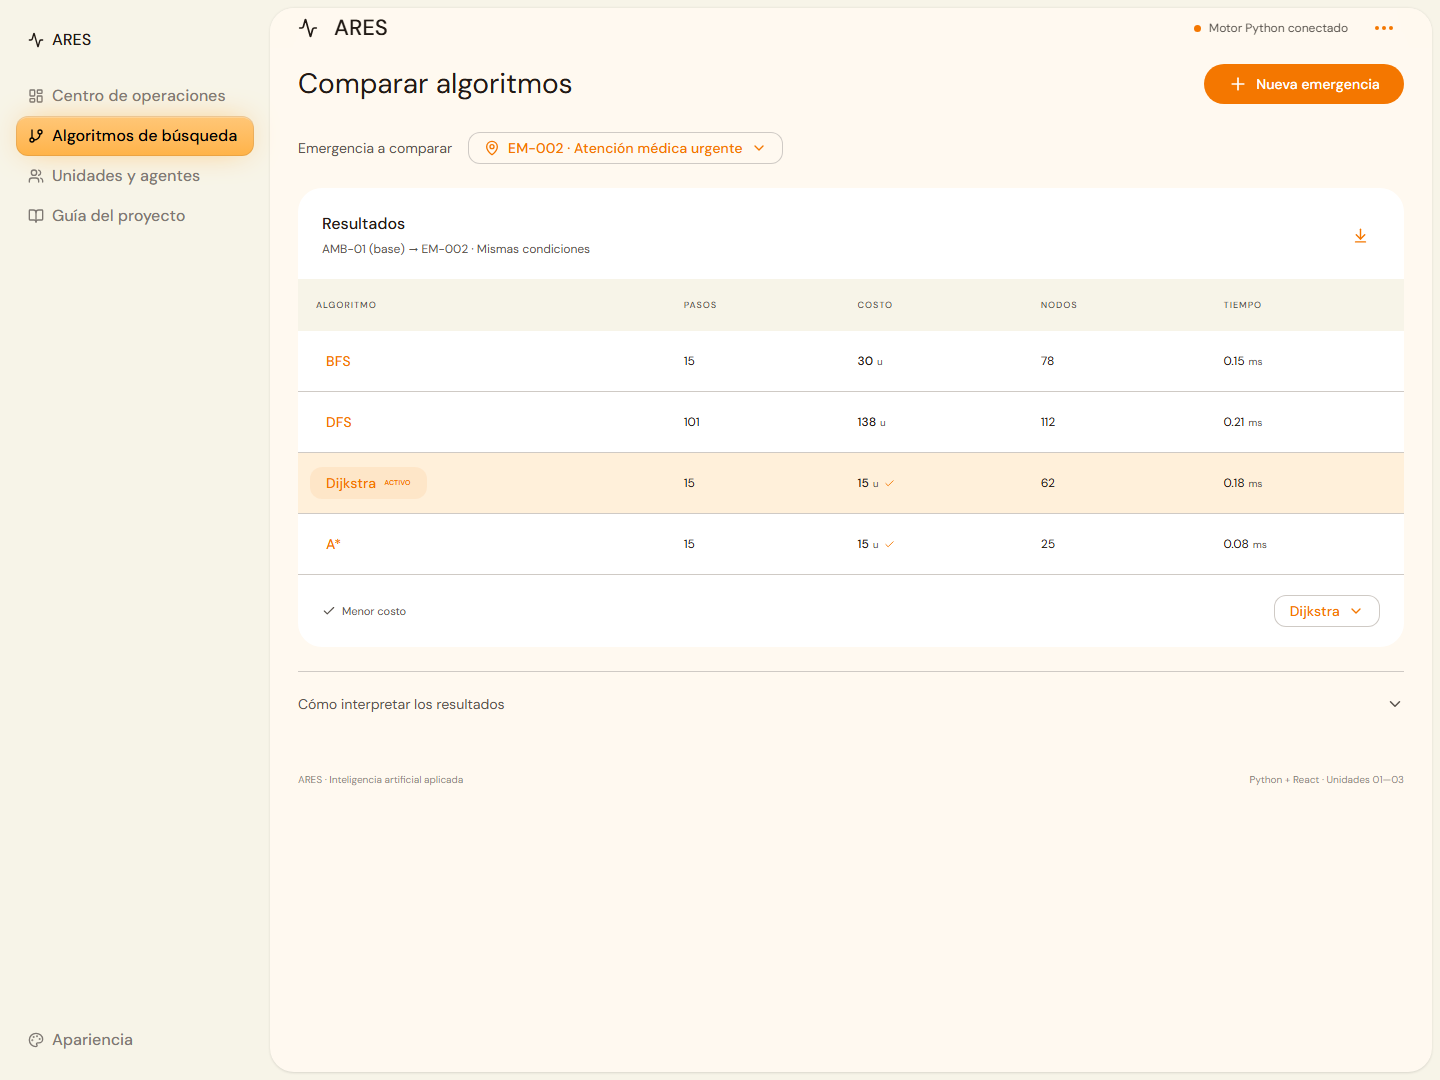 ARES
Centro de operaciones
Algoritmos de búsqueda
Unidades y agentes
Guía del proyecto
Apariencia
ARES
Motor Python conectado
Comparar algoritmos
Nueva emergencia
Emergencia a comparar
EM-002 · Atención médica urgente
Resultados
AMB-01 (base) → EM-002 · Mismas condiciones
ALGORITMO PASOS COSTO NODOS TIEMPO
BFS 15 30 u 78 0.15 ms
DFS 101 138 u 112 0.21 ms
Dijkstra ACTIVO 15 15 u ✓ 62 0.18 ms
A* 15 15 u ✓ 25 0.08 ms
✓ Menor costo
Dijkstra
Cómo interpretar los resultados
ARES · Inteligencia artificial aplicada
Python + React · Unidades 01—03